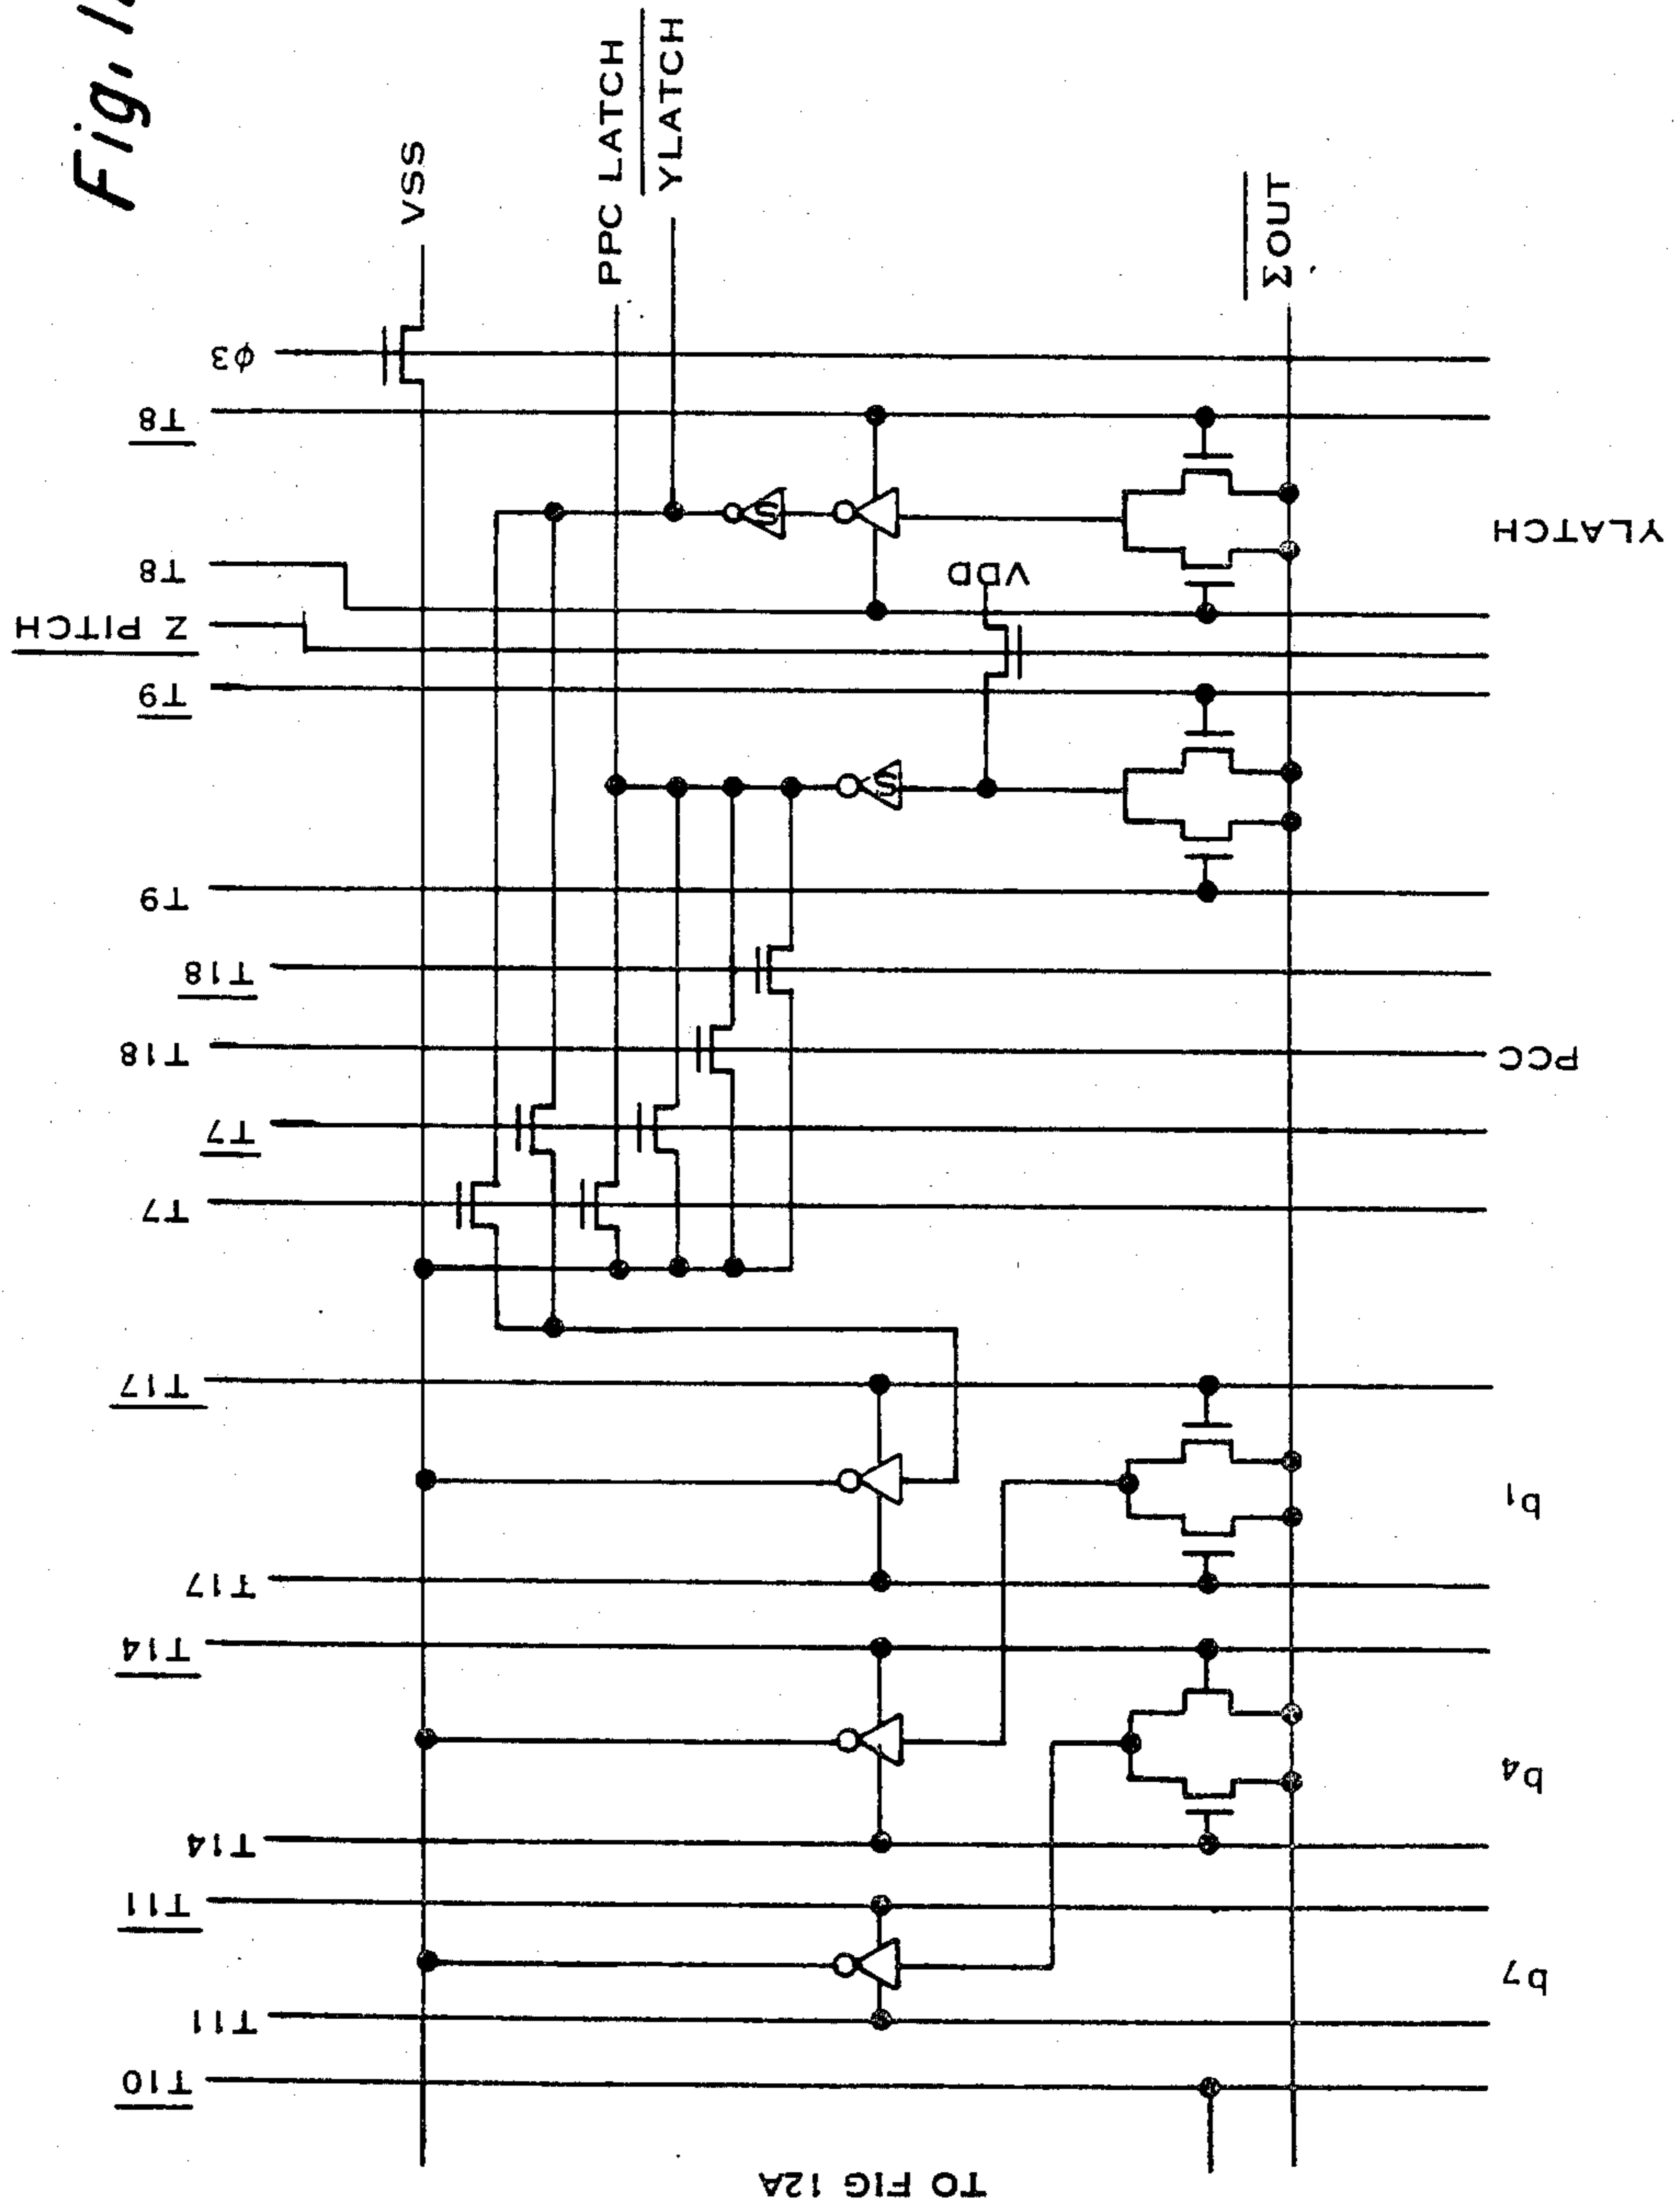 Fig.
VSS
PPC LATCH
YLATCH
ΣOUT
φ3
T8
T8
Z PITCH
T9
T9
T18
T18
T7
T7
T17
T17
T14
T14
T11
T11
T10
S
S
VDD
YLATCH
PCC
b1
b4
b7
TO FIG 12A